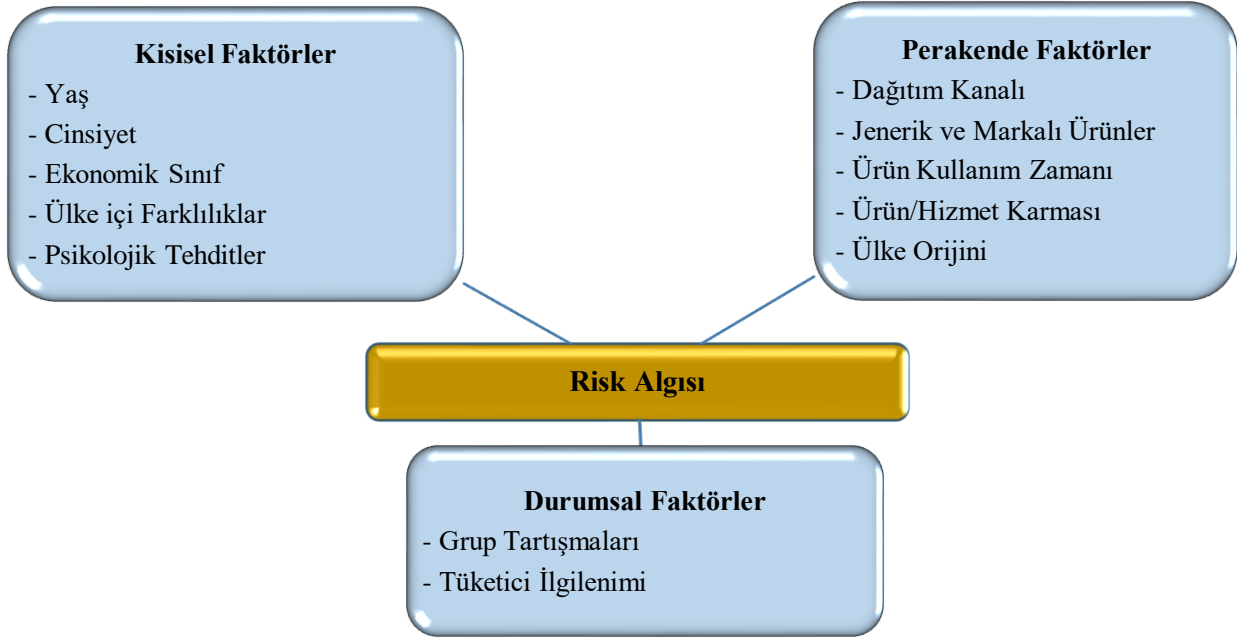 Kisisel Faktörler
- Yaş
- Cinsiyet
- Ekonomik Sınıf
- Ülke içi Farklılıklar
- Psikolojik Tehditler
Perakende Faktörler
- Dağıtım Kanalı
- Jenerik ve Markalı Ürünler
- Ürün Kullanım Zamanı
- Ürün/Hizmet Karması
- Ülke Orijini
Risk Algısı
Durumsal Faktörler
- Grup Tartışmaları
- Tüketici İlgilenimi